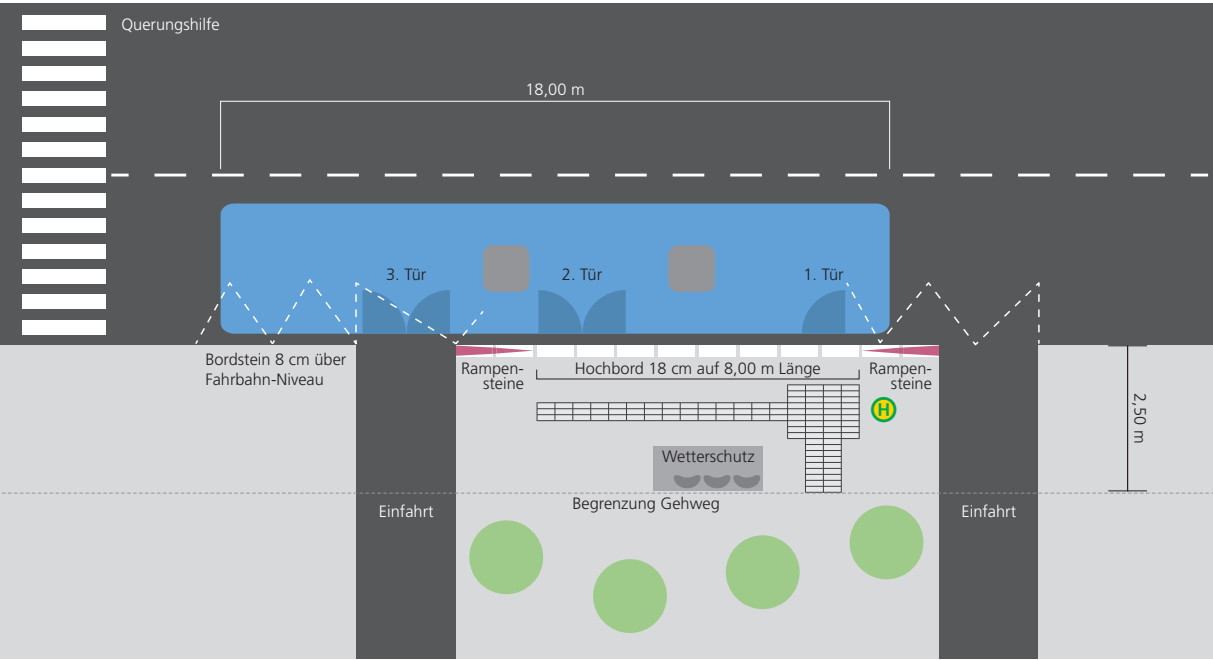 Querungshilfe
18,00 m
3. Tür
2. Tür
1. Tür
Bordstein 8 cm über
Fahrbahn-Niveau
Rampen-
steine
Hochbord 18 cm auf 8,00 m Länge
Rampen-
steine
H
2,50 m
Wetterschutz
Begrenzung Gehweg
Einfahrt
Einfahrt